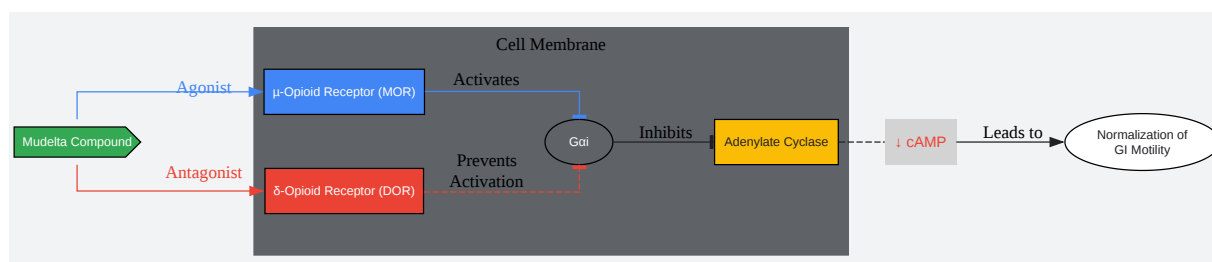 Cell Membrane
Agonist
µ-Opioid Receptor (MOR)
Activates
Mudelta Compound
Gαi
Inhibits
Adenylate Cyclase
↓ cAMP
Leads to
Normalization of
GI Motility
Antagonist
δ-Opioid Receptor (DOR)
Prevents
Activation